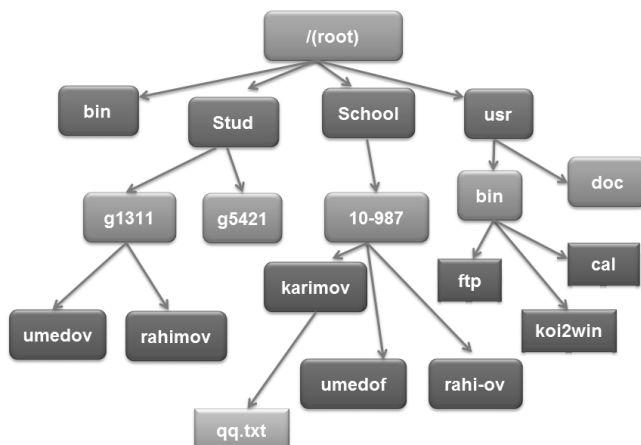 /(root)
bin
Stud
School
usr
g1311
g5421
10-987
bin
doc
karimov
ftp
cal
umedov
rahimov
koi2win
umedof
rahi-ov
qq.txt